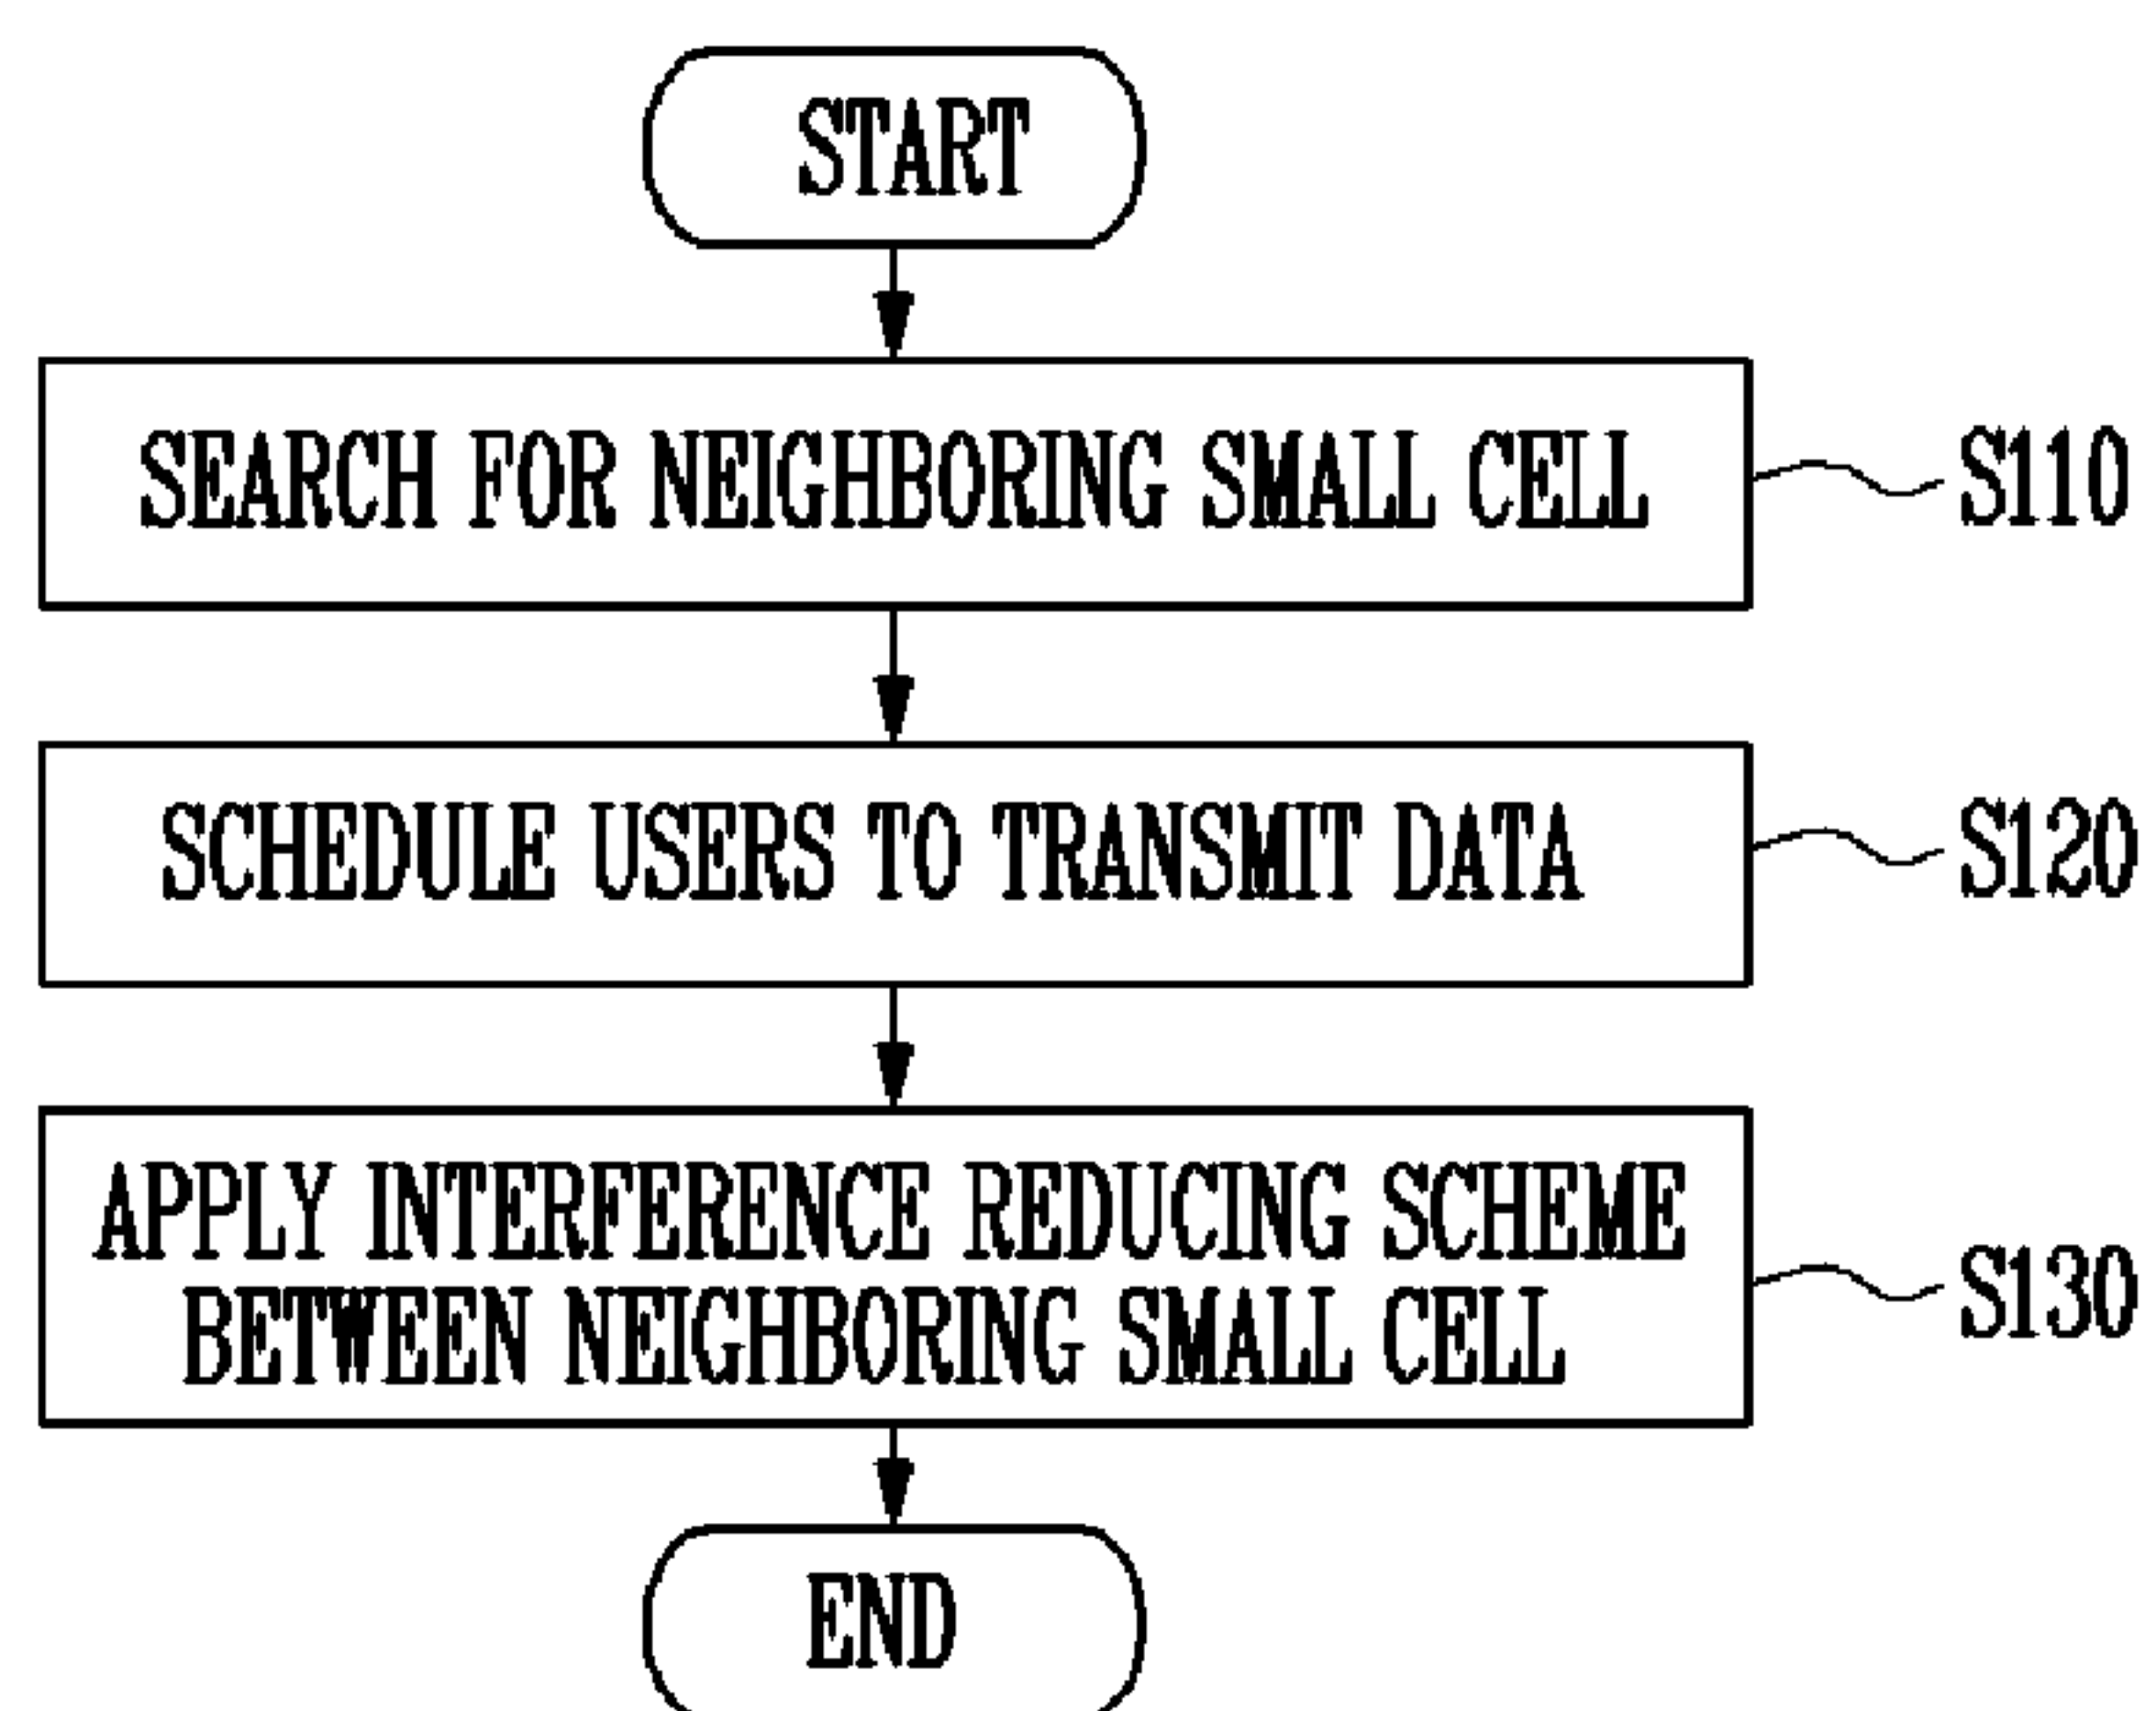 START
SEARCH FOR NEIGHBORING SMALL CELL
S110
SCHEDULE USERS TO TRANSMIT DATA
S120
APPLY INTERFERENCE REDUCING SCHEME
BETWEEN NEIGHBORING SMALL CELL
S130
END